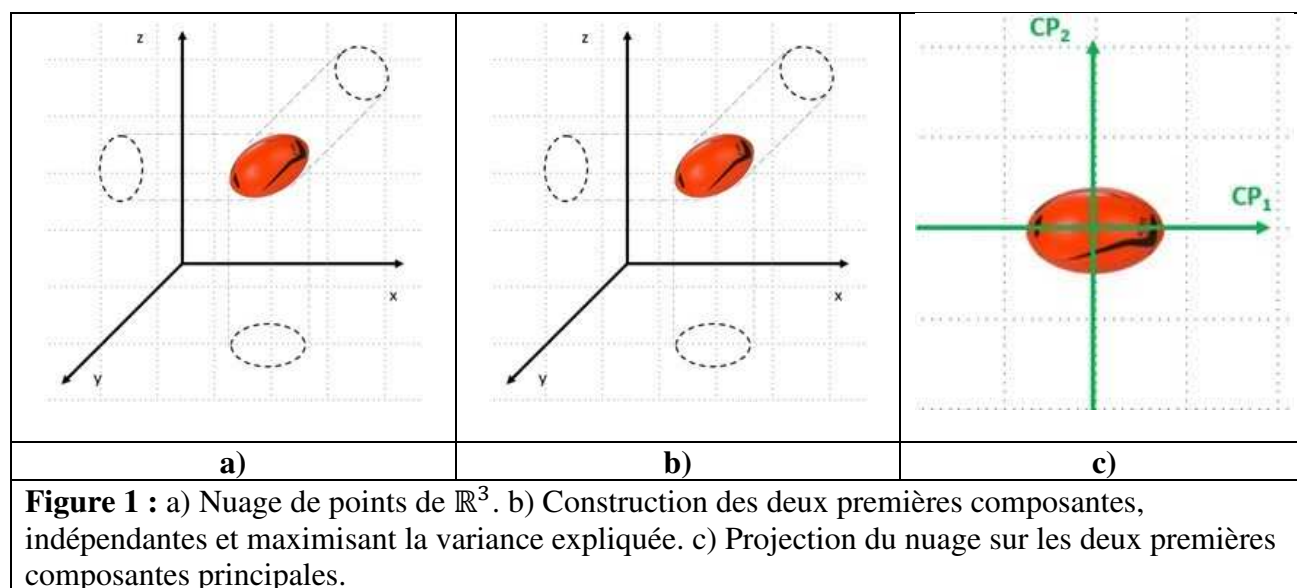 z
x
y
z
x
y
CP₂
CP₁
a)
b)
c)
Figure 1 : a) Nuage de points de ℝ³. b) Construction des deux premières composantes,
indépendantes et maximisant la variance expliquée. c) Projection du nuage sur les deux premières
composantes principales.